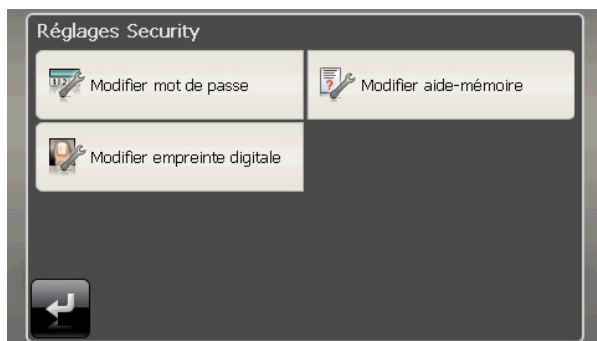 Réglages Security
Modifier mot de passe
Modifier aide-mémoire
Modifier empreinte digitale